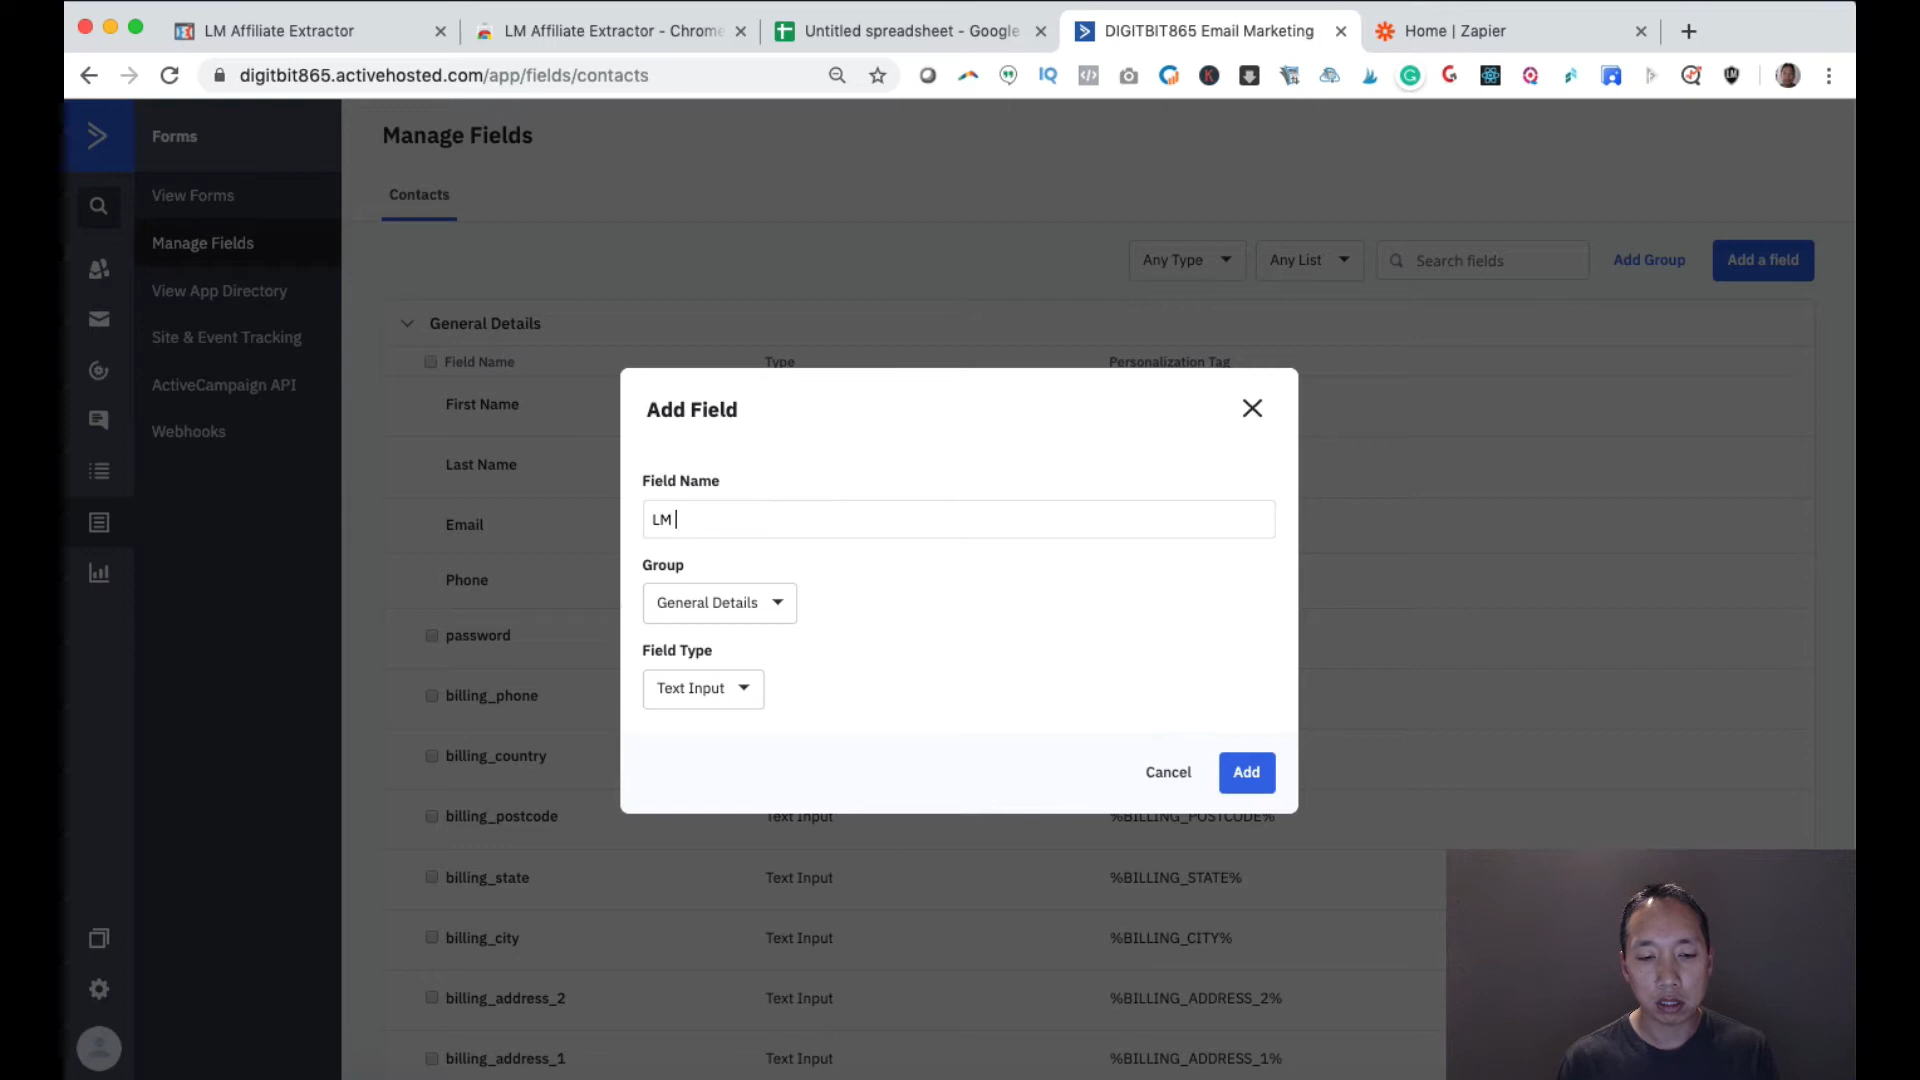 LM Affiliate Extractor
LM Affiliate Extractor - Chrome
Untitled spreadsheet - Google
DIGITBIT865 Email Marketing
Home | Zapier
digitbit865.activehosted.com/app/fields/contacts
Forms
View Forms
Manage Fields
View App Directory
Site & Event Tracking
ActiveCampaign API
Webhooks
Manage Fields
Contacts
Any Type
Any List
Search fields
Add Group
Add a field
General Details
Field Name Type Personalization Tag
First Name
Last Name
Email
Phone
password
billing_phone
billing_country
billing_postcode Text Input %BILLING_POSTCODE%
billing_state Text Input %BILLING_STATE%
billing_city Text Input %BILLING_CITY%
billing_address_2 Text Input %BILLING_ADDRESS_2%
billing_address_1 Text Input %BILLING_ADDRESS_1%
Add Field
Field Name
LM
Group
General Details
Field Type
Text Input
Cancel
Add